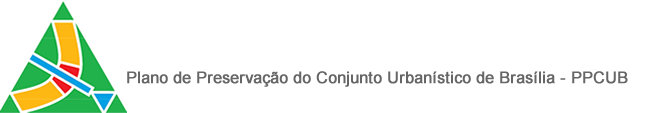 Plano de Preservação do Conjunto Urbanístico de Brasília - PPCUB